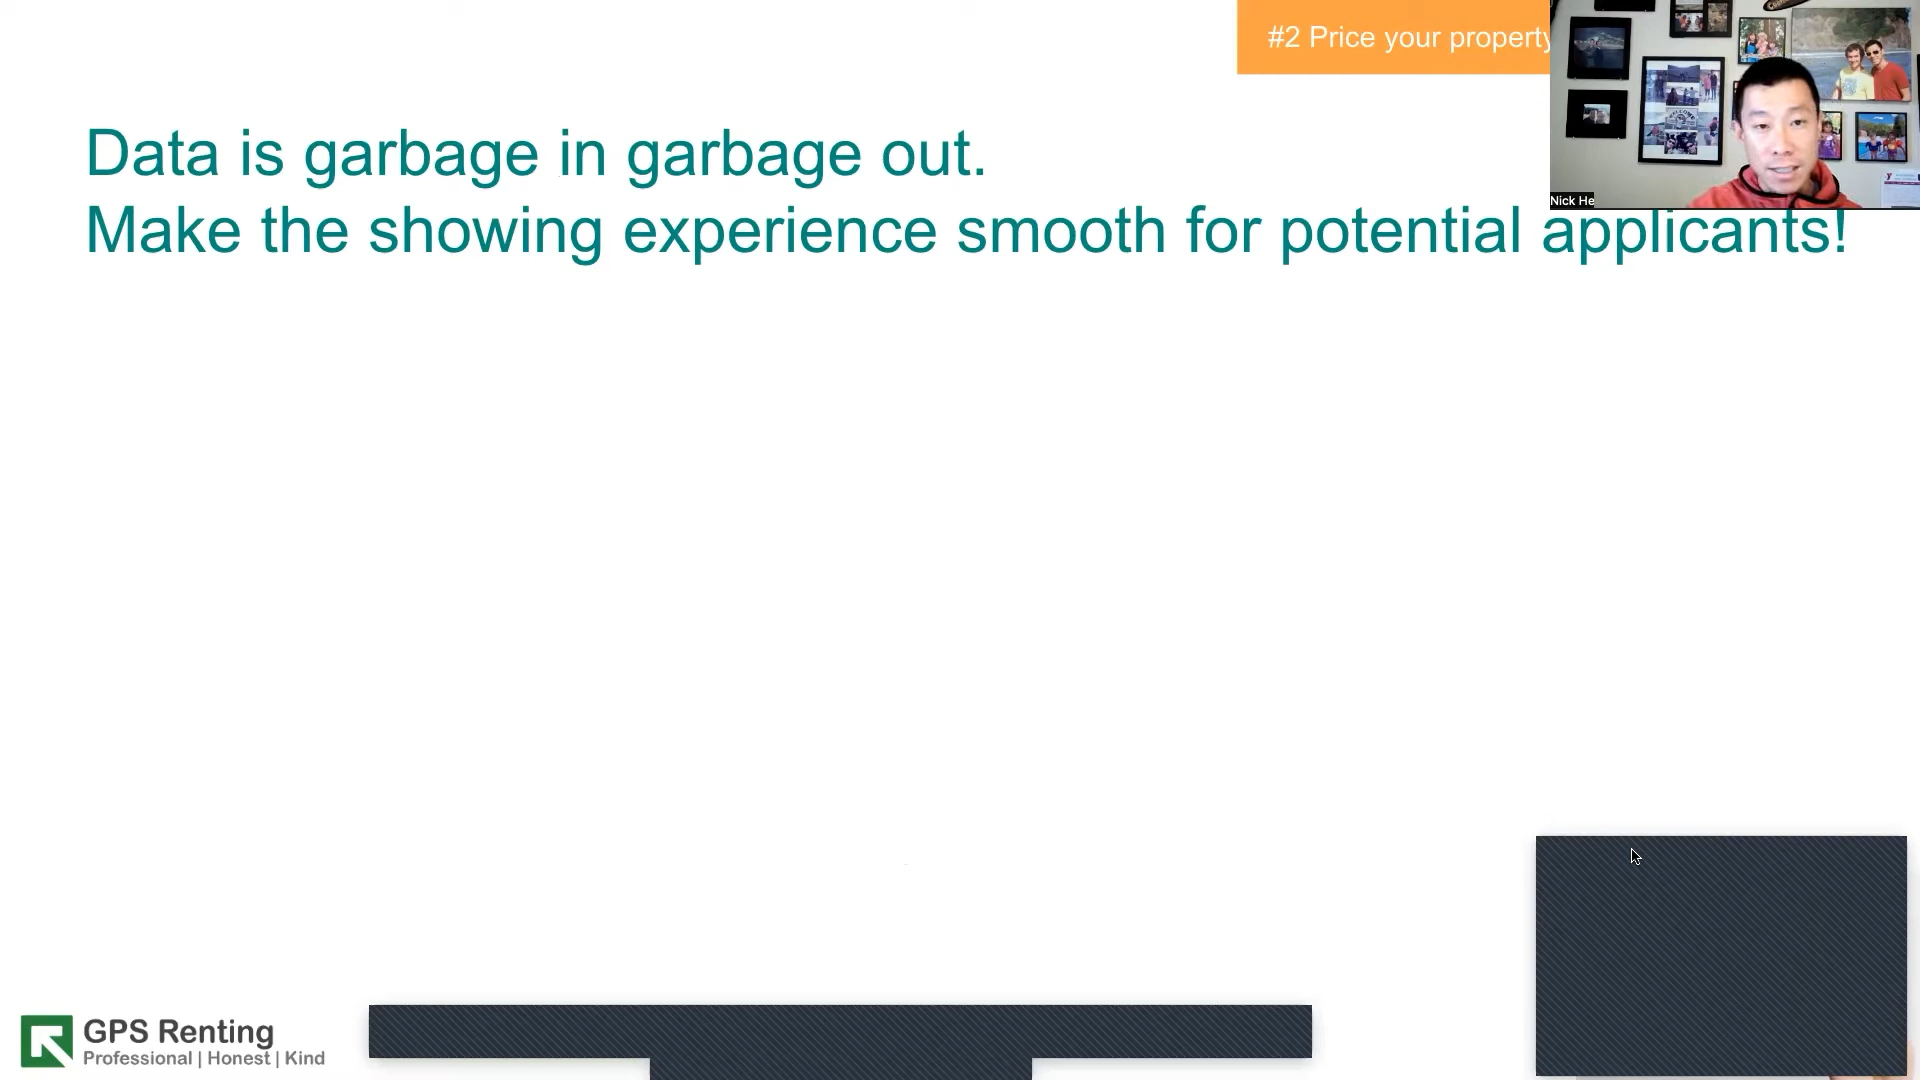 #2 Price your property
Data is garbage in garbage out.
Make the showing experience smooth for potential applicants!
Nick He
GPS Renting
Professional | Honest | Kind